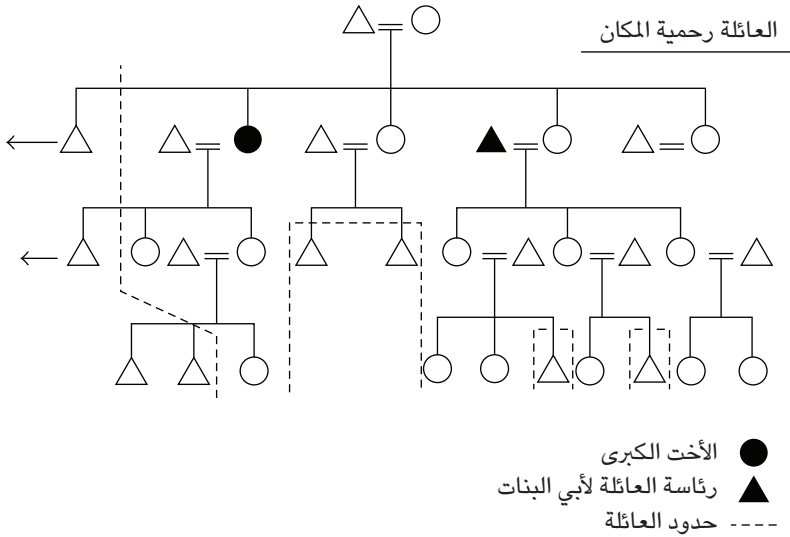 العائلة رحمية المكان
الأخت الكبرى
رئاسة العائلة لأبي البنات
حدود العائلة